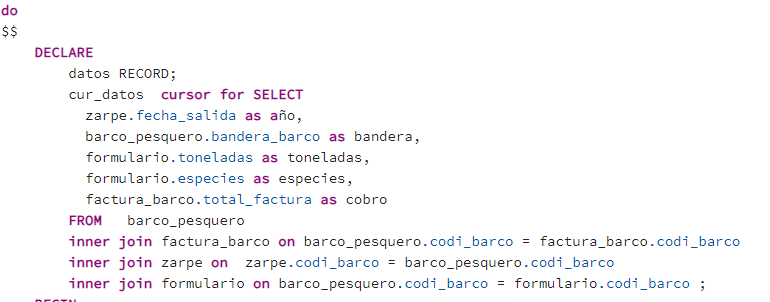 do
$$
DECLARE
datos RECORD;
cur_datos cursor for SELECT
zarpe.fecha_salida as año,
barco_pesquero.bandera_barco as bandera,
formulario.toneladas as toneladas,
formulario.especies as especies,
factura_barco.total_factura as cobro
FROM barco_pesquero
inner join factura_barco on barco_pesquero.codi_barco = factura_barco.codi_barco
inner join zarpe on zarpe.codi_barco = barco_pesquero.codi_barco
inner join formulario on barco_pesquero.codi_barco = formulario.codi_barco ;
BEGIN